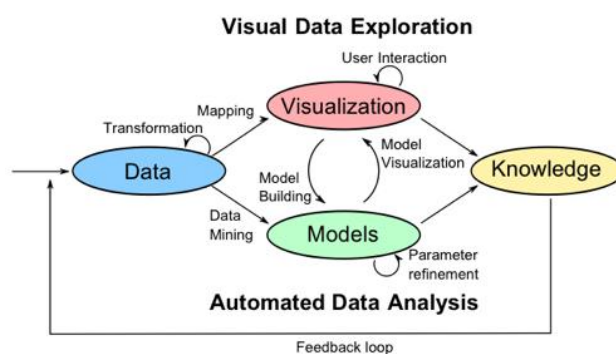 Visual Data Exploration
User Interaction
Visualization
Mapping
Transformation
Data
Model
Building
Model
Visualization
Knowledge
Data
Mining
Models
Parameter
refinement
Automated Data Analysis
Feedback loop